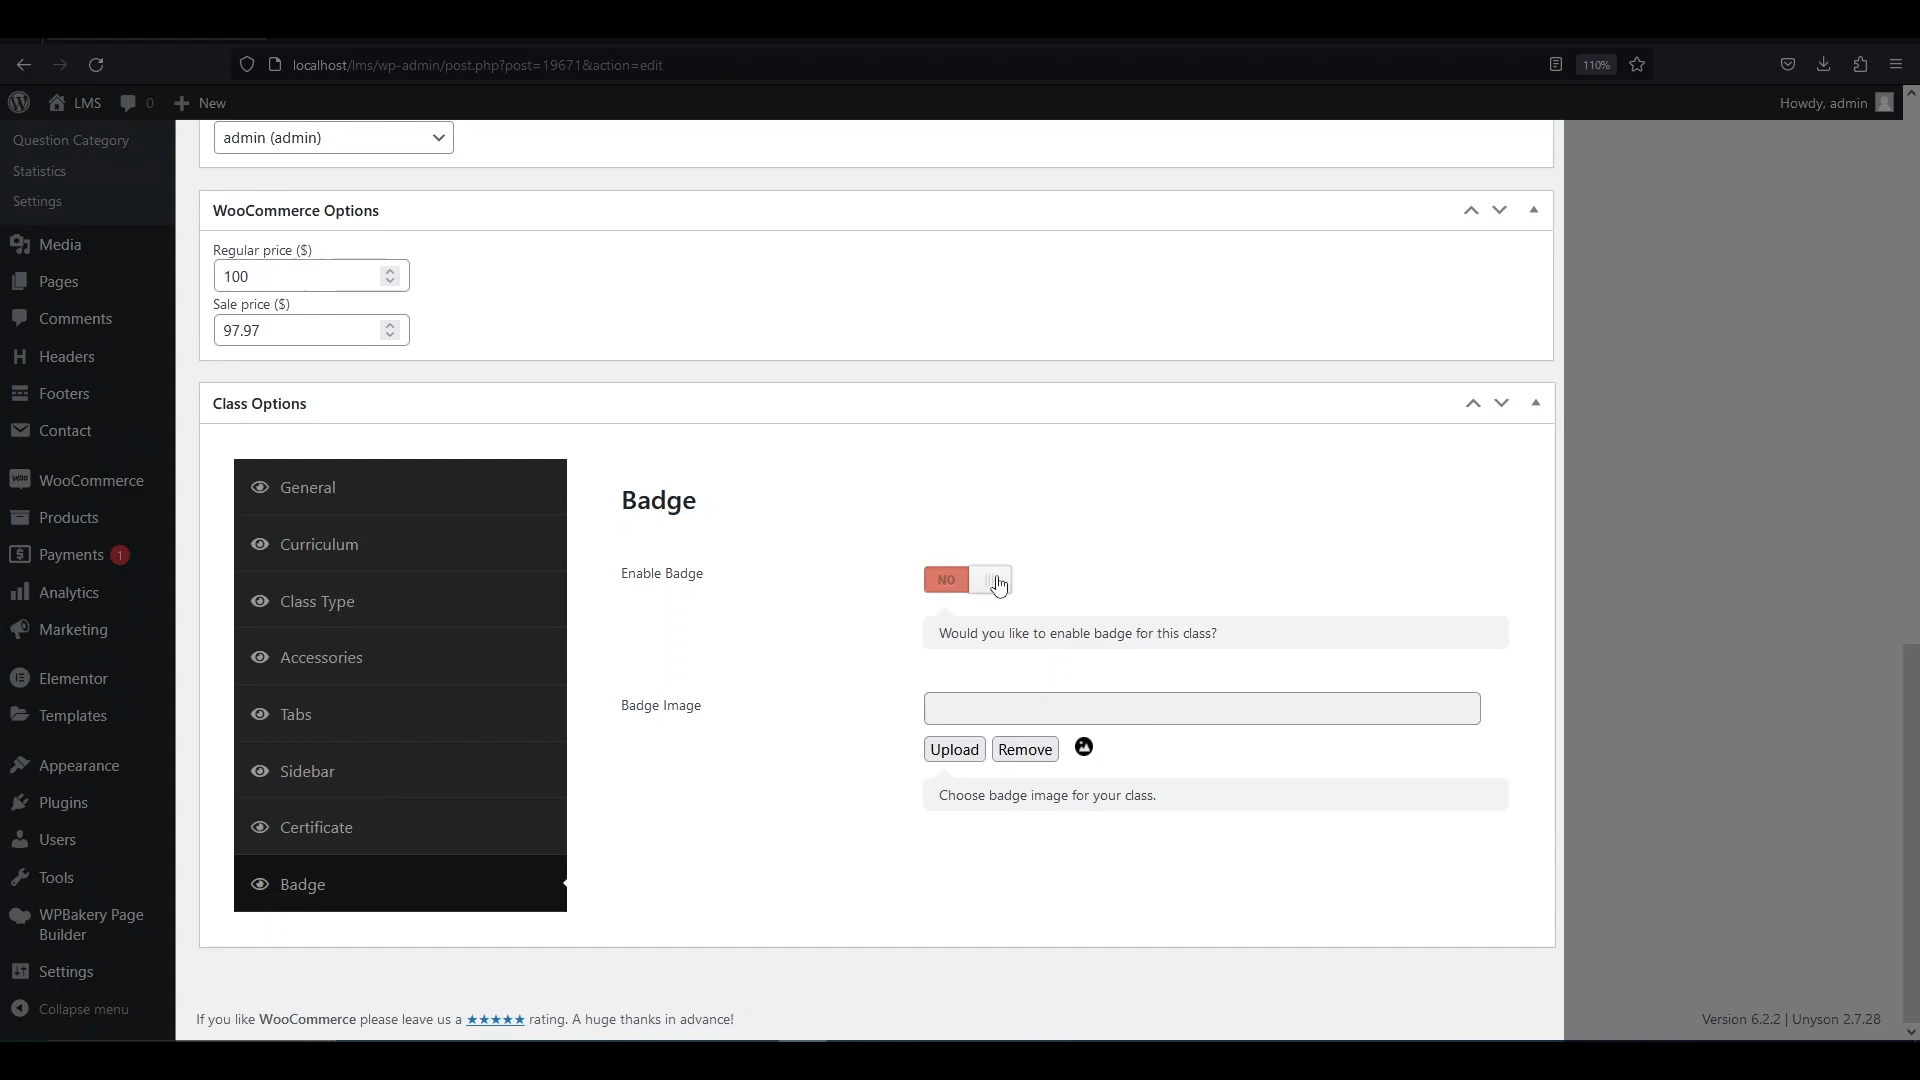 localhost/lms/wp-admin/post.php?post=19671&action=edit
110%
LMS
0
New
Howdy, admin
Question Category
Statistics
Settings
Media
Pages
Comments
Headers
Footers
Contact
WooCommerce
Products
Payments 1
Analytics
Marketing
Elementor
Templates
Appearance
Plugins
Users
Tools
WPBakery Page
Builder
Settings
Collapse menu
admin (admin)
WooCommerce Options
Regular price ($)
100
Sale price ($)
97.97
Class Options
General
Curriculum
Class Type
Accessories
Tabs
Sidebar
Certificate
Badge
Badge
Enable Badge
NO
Would you like to enable badge for this class?
Badge Image
Upload Remove
Choose badge image for your class.
If you like WooCommerce please leave us a ★★★★★ rating. A huge thanks in advance!
Version 6.2.2 | Unyson 2.7.28